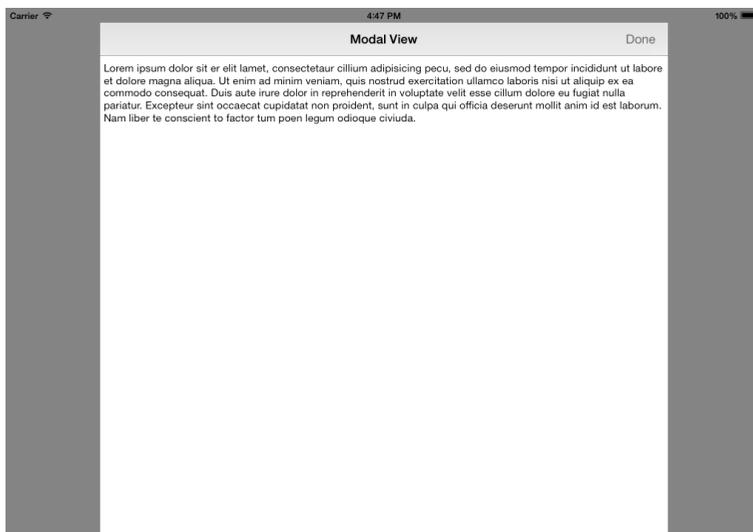 Carrier 4:47 PM 100%
Modal View Done
Lorem ipsum dolor sit er elit lamet, consectetaur cillium adipisicing pecu, sed do eiusmod tempor incididunt ut labore
et dolore magna aliqua. Ut enim ad minim veniam, quis nostrud exercitation ullamco laboris nisi ut aliquip ex ea
commodo consequat. Duis aute irure dolor in reprehenderit in voluptate velit esse cillum dolore eu fugiat nulla
pariatur. Excepteur sint occaecat cupidatat non proident, sunt in culpa qui officia deserunt mollit anim id est laborum.
Nam liber te conscient to factor tum poen legum odioque civiuda.